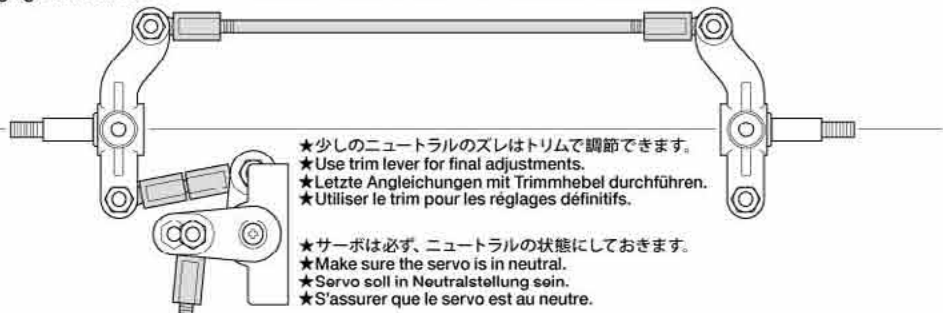 ★少しのニュートラルのズレはトリムで調節できます。
★Use trim lever for final adjustments.
★Letzte Angleichungen mit Trimmhebel durchführen.
★Utiliser le trim pour les réglages définitifs.
★サーボは必ず、ニュートラルの状態にしておきます。
★Make sure the servo is in neutral.
★Servo soll in Neutralstellung sein.
★S'assurer que le servo est au neutre.